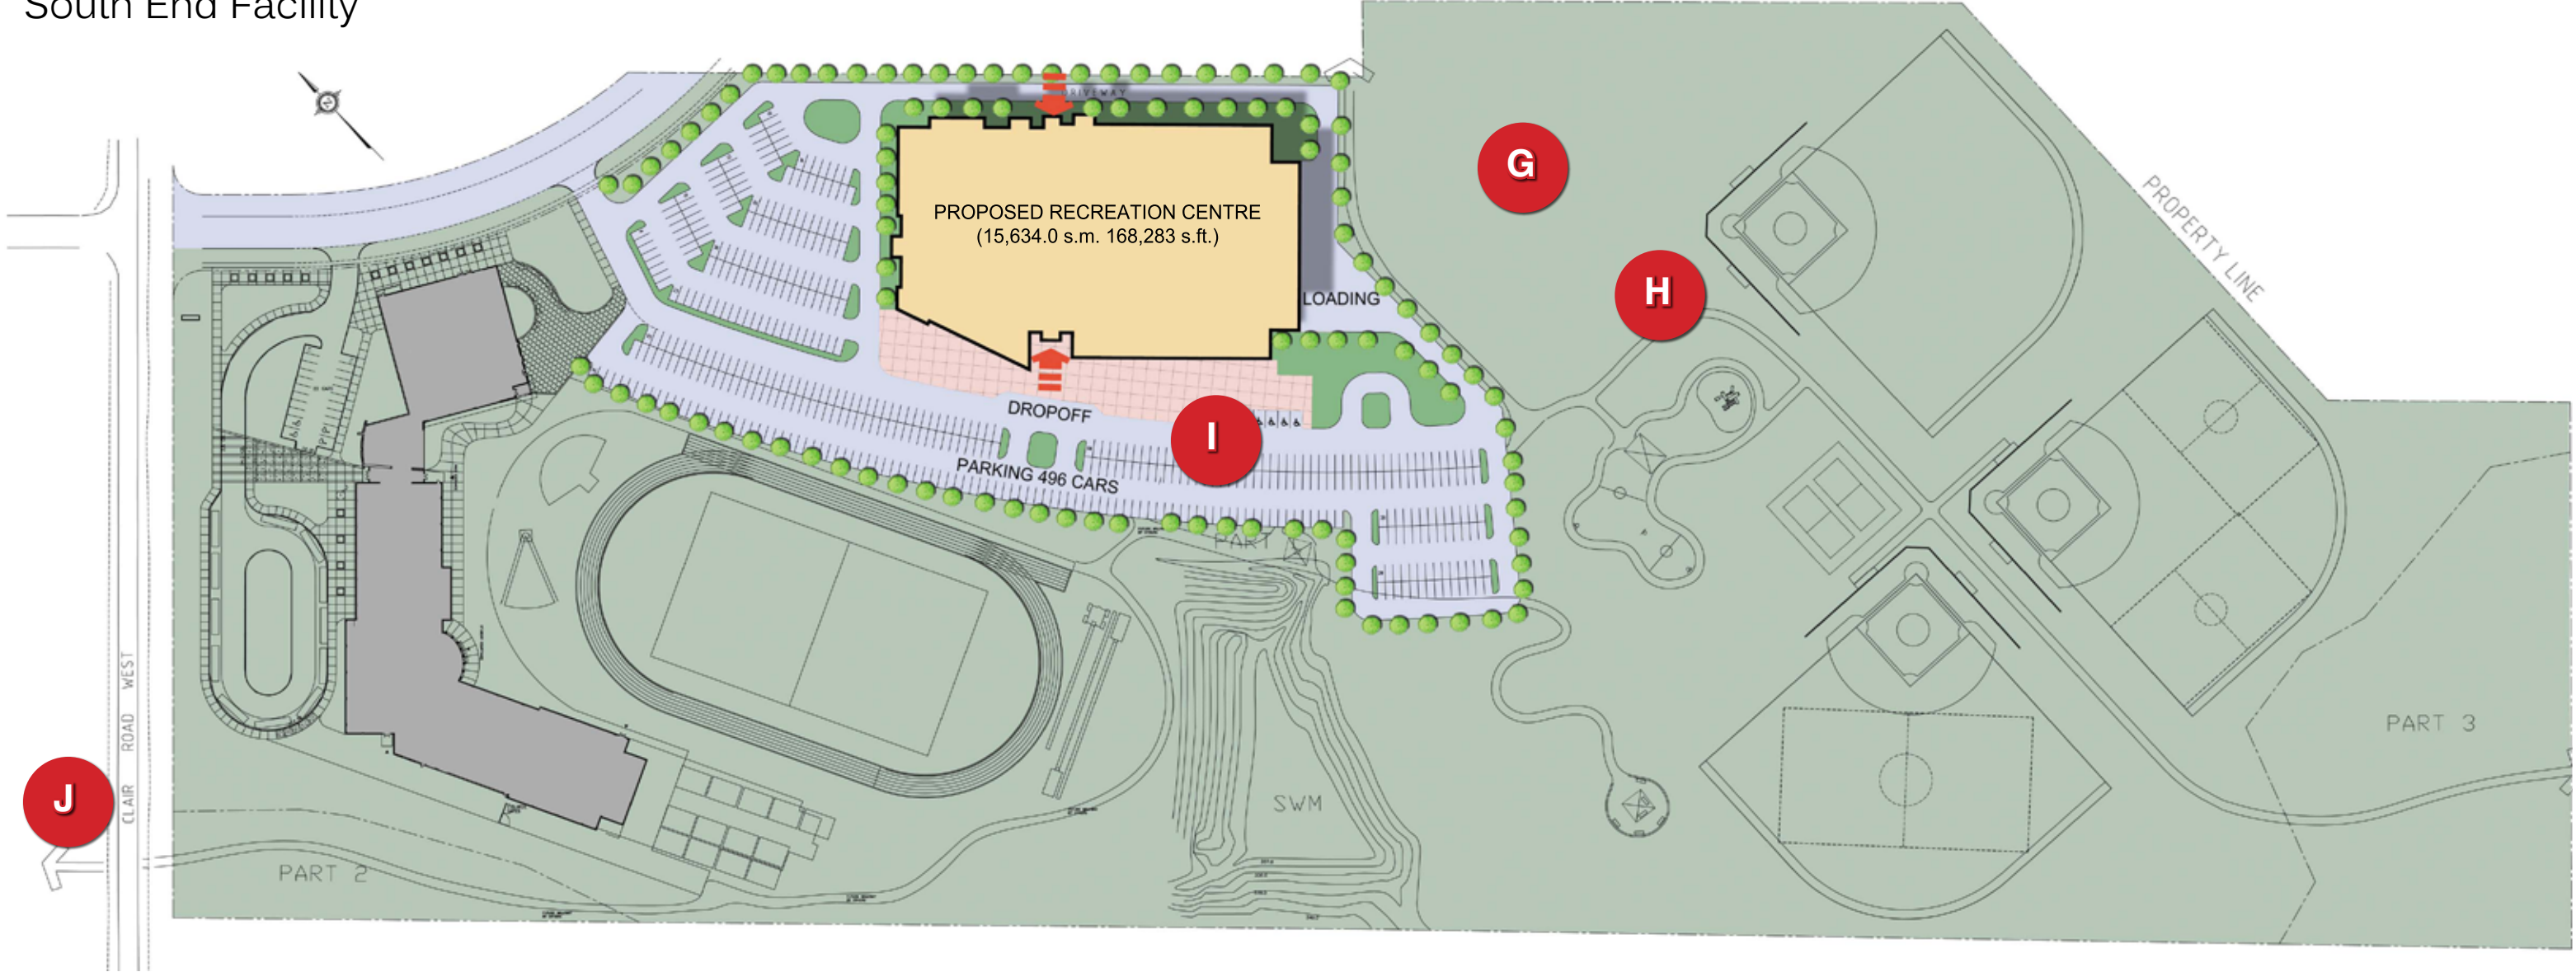 South End Facility
DRIVEWAY
G
PROPOSED RECREATION CENTRE
(15,634.0 s.m. 168,283 s.ft.)
PROPERTY LINE
H
LOADING
DROPOFF
I
PARKING 496 CARS
PART
CLAIR ROAD WEST
J
SWM
PART 3
PART 2